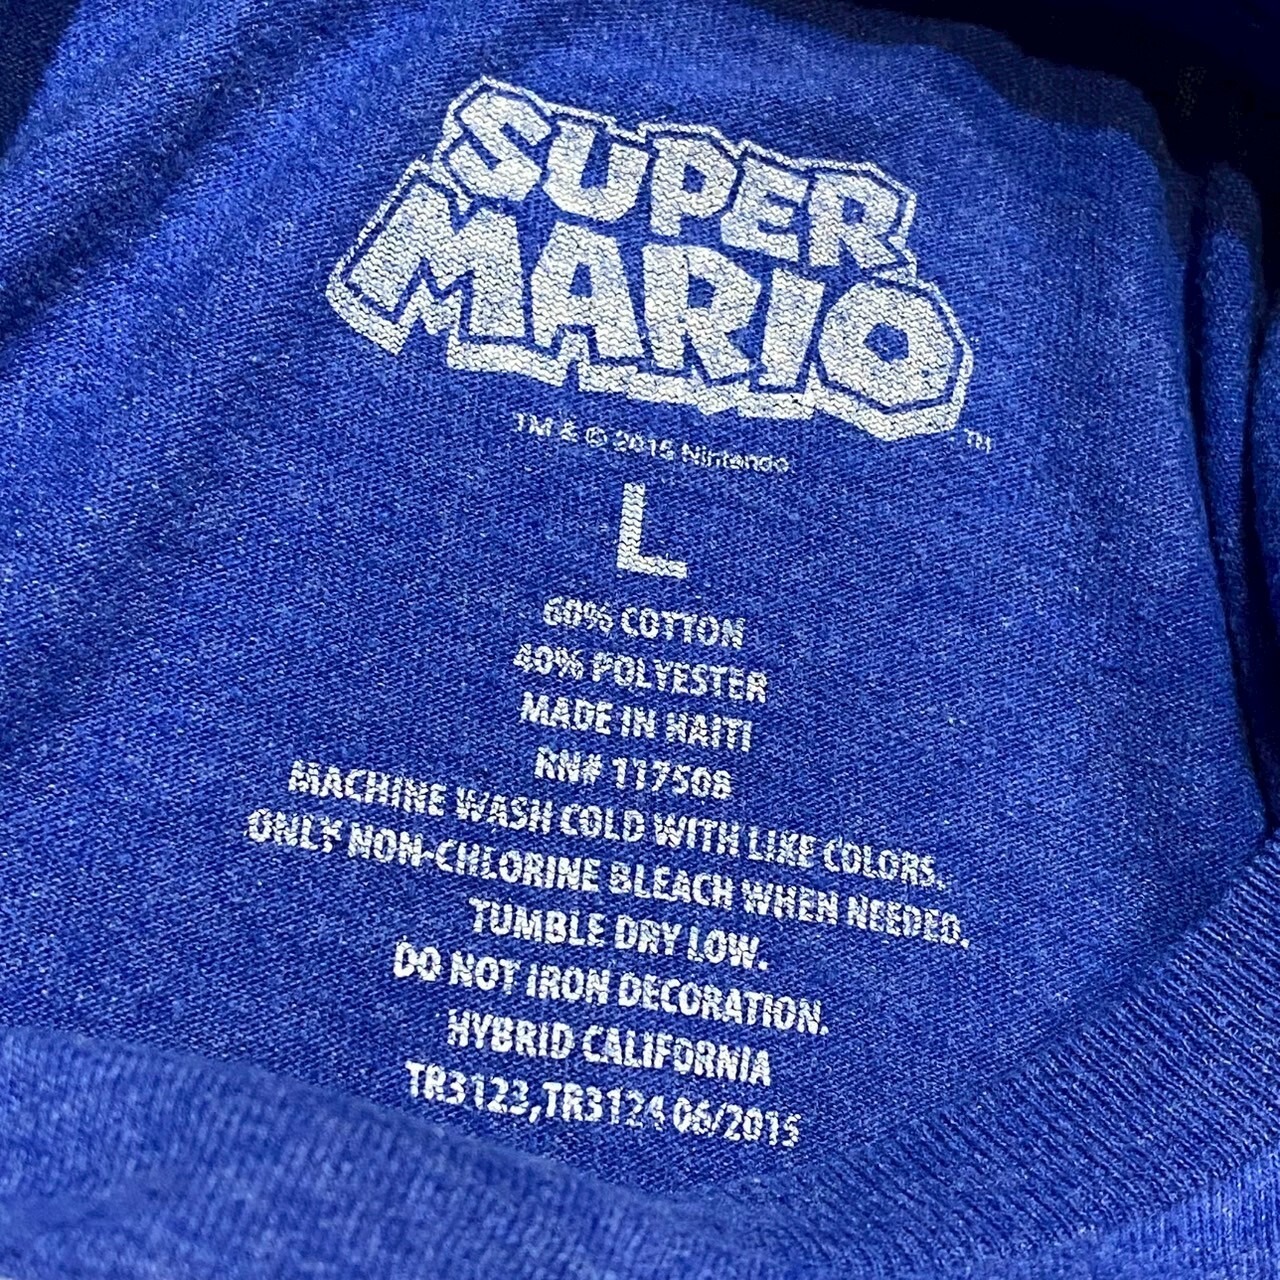 SUPER
MARIO
™
TM & © 2015 Nintendo
L
60% COTTON
40% POLYESTER
MADE IN HAITI
RN# 117508
MACHINE WASH COLD WITH LIKE COLORS.
ONLY NON-CHLORINE BLEACH WHEN NEEDED.
TUMBLE DRY LOW.
DO NOT IRON DECORATION.
HYBRID CALIFORNIA
TR3123,TR3124 06/2015